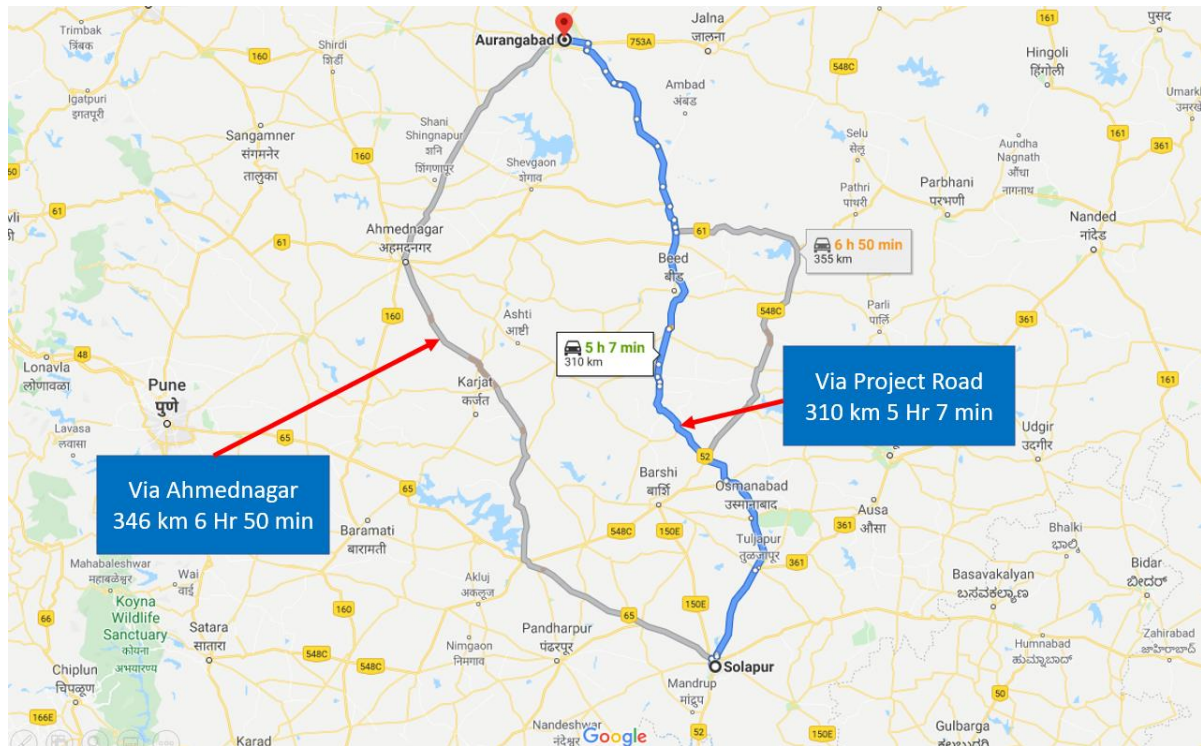 Trimbak
त्रिंबक
160
Shirdi
शिर्डी
Aurangabad
753A
Jalna
जालना
161
पुसद
Hingoli
हिंगोली
548C
Igatpuri
इगतपुरी
Ambad
अंबड
Sangamner
संगमनेर
तालुका
160
Shani
Shingnapur
शनि
शिंगणापूर
Shevgaon
शेगाव
Selu
सेलू
Aundha
Nagnath
औंढा
नागनाथ
161
361
Pathri
पाथरी
Parbhani
परभणी
61
Ahmednagar
अहमदनगर
61
61
Nanded
नांदेड
6 h 50 min
355 km
Beed
बीड
548C
Parli
पार्लि
160
Ashti
आष्टी
361
5 h 7 min
310 km
48
Lonavla
लोणावळा
Pune
पुणे
Karjat
कर्जत
Via Project Road
310 km 5 Hr 7 min
Lavasa
लवासा
65
52
Udgir
उदगीर
Via Ahmednagar
346 km 6 Hr 50 min
Barshi
बार्शि
Osmanabad
उस्मानाबाद
65
Baramati
बारामती
548C
150E
361
Ausa
औसा
Tuljapur
तुळजापूर
361
Bhalki
ಭಾಲ್ಕಿ
Mahabaleshwar
महाबळेश्वर
Wai
वाई
Akluj
अकलूज
150E
Basavakalyan
ಬಸವಕಲ್ಯಾಣ
Bidar
ಬೀದರ್
Koyna
Wildlife
Sanctuary
कोयना
अभयारण्य
66
160
65
Satara
सातारा
548C
548C
Nimgaon
निमगाव
Pandharpur
पंढरपूर
Solapur
Humnabad
ಹುಮ್ನಾಬಾದ್
Zahirabad
Chiplun
चिपळूण
Mandrup
मांद्रुप
50
166E
Karad
Nandeshwar
नंदेश्वर
Google
52
Gulbarga